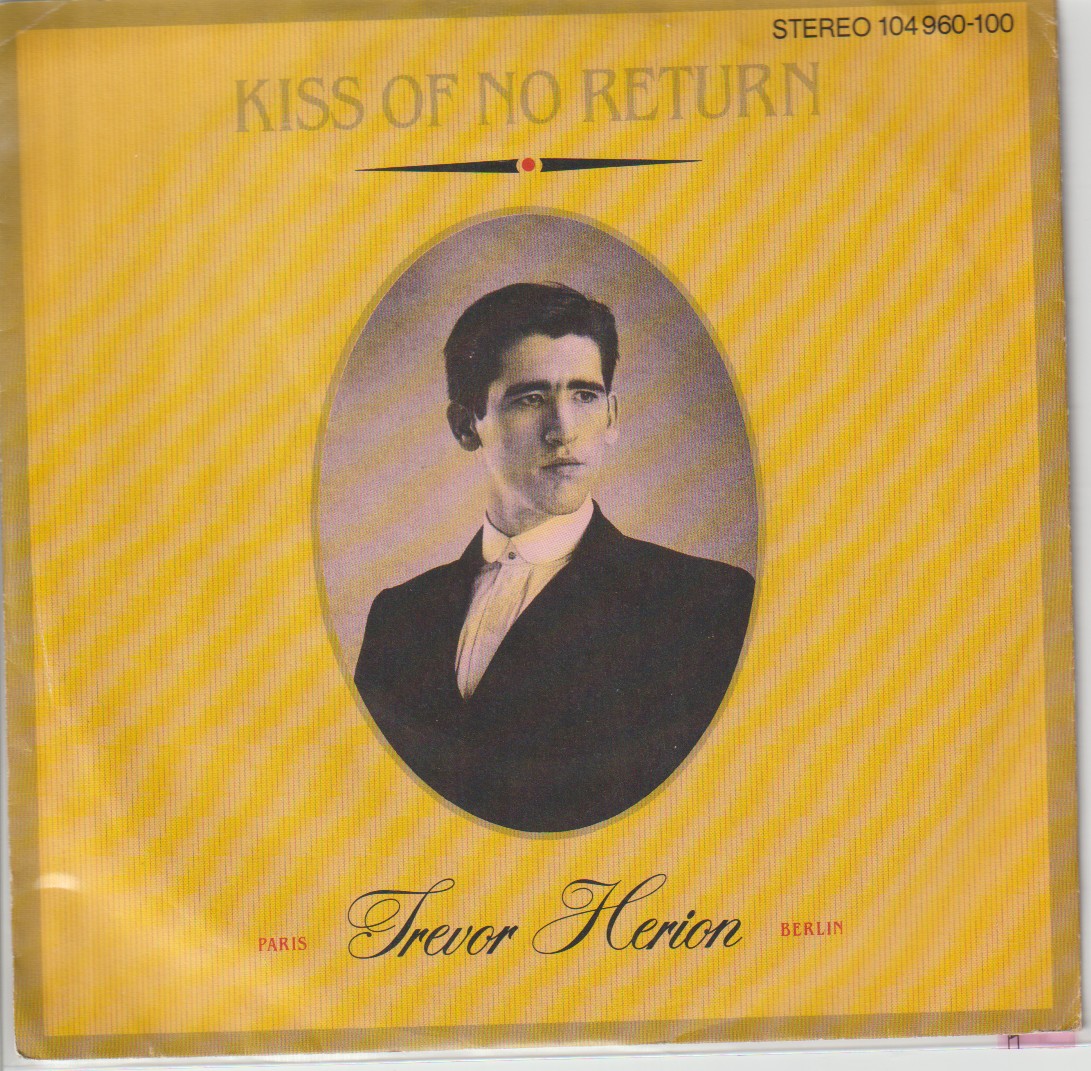 STEREO 104 960-100
KISS OF NO RETURN
PARIS Trevor Herion BERLIN